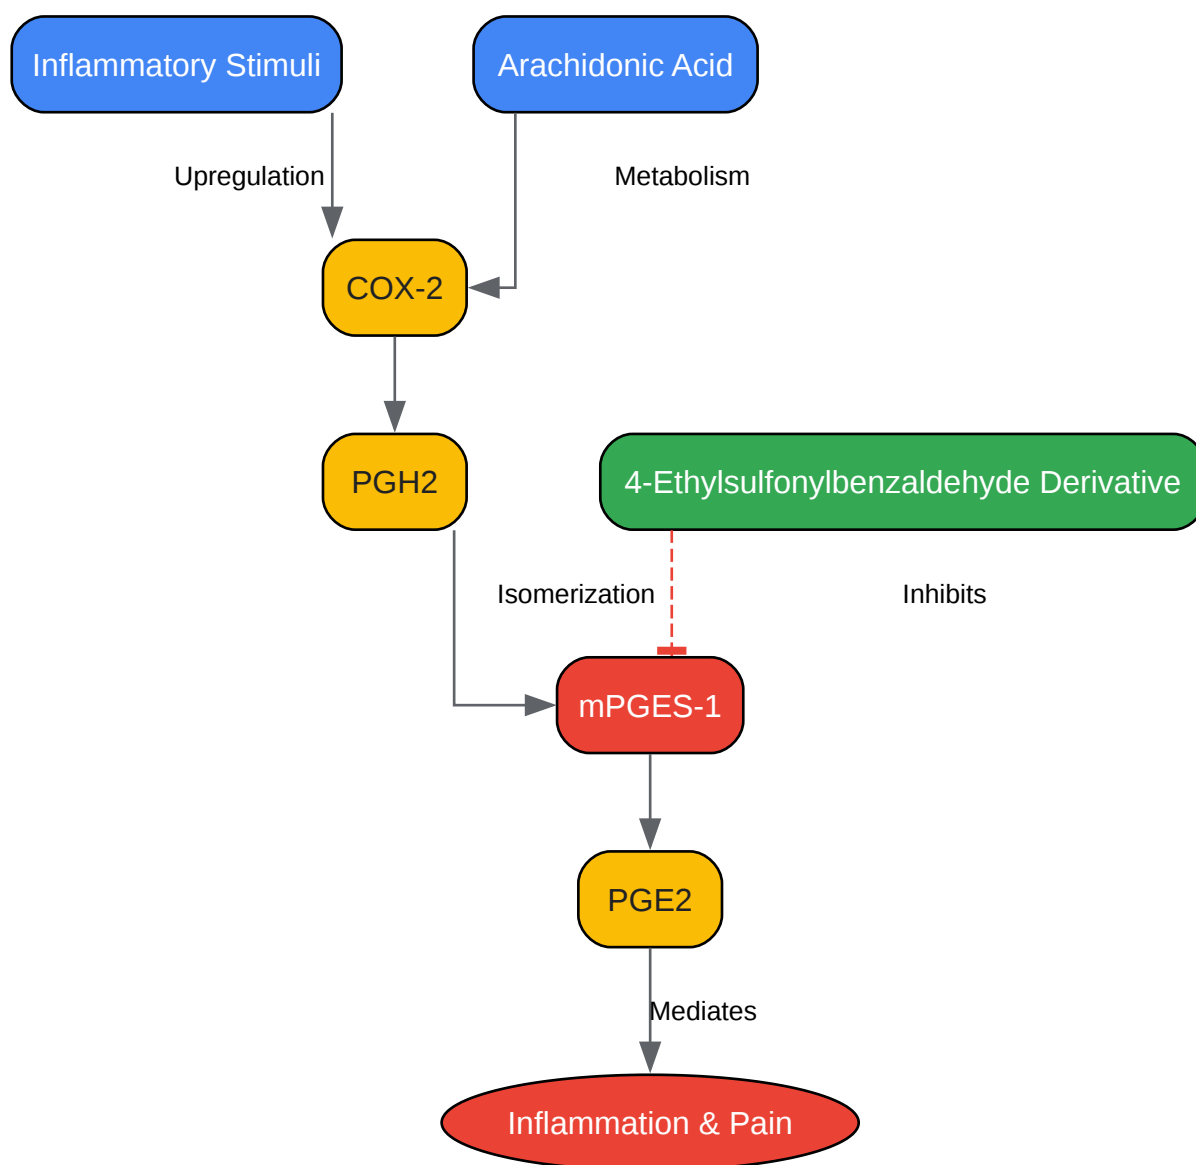 Inflammatory Stimuli
Arachidonic Acid
Upregulation
Metabolism
COX-2
PGH2
4-Ethylsulfonylbenzaldehyde Derivative
Isomerization
Inhibits
mPGES-1
PGE2
Mediates
Inflammation & Pain